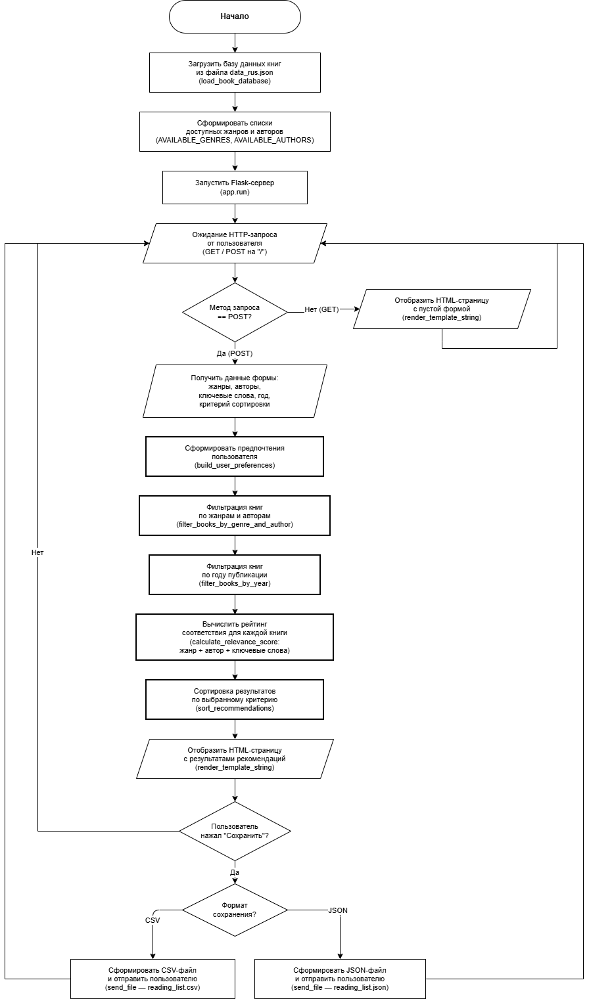 Начало
Загрузить базу данных книг
из файла data_rus.json
(load_book_database)
Сформировать списки
доступных жанров и авторов
(AVAILABLE_GENRES, AVAILABLE_AUTHORS)
Запустить Flask-сервер
(app.run)
Ожидание HTTP-запроса
от пользователя
(GET / POST на "/")
Метод запроса
== POST?
Нет (GET)
Отобразить HTML-страницу
с пустой формой
(render_template_string)
Да (POST)
Получить данные формы:
жанры, авторы,
ключевые слова, год,
критерий сортировки
Сформировать предпочтения
пользователя
(build_user_preferences)
Фильтрация книг
по жанрам и авторам
(filter_books_by_genre_and_author)
Нет
Фильтрация книг
по году публикации
(filter_books_by_year)
Вычислить рейтинг
соответствия для каждой книги
(calculate_relevance_score:
жанр + автор + ключевые слова)
Сортировка результатов
по выбранному критерию
(sort_recommendations)
Отобразить HTML-страницу
с результатами рекомендаций
(render_template_string)
Пользователь
нажал "Сохранить"?
Да
Формат
сохранения?
CSV
JSON
Сформировать CSV-файл
и отправить пользователю
(send_file — reading_list.csv)
Сформировать JSON-файл
и отправить пользователю
(send_file — reading_list.json)